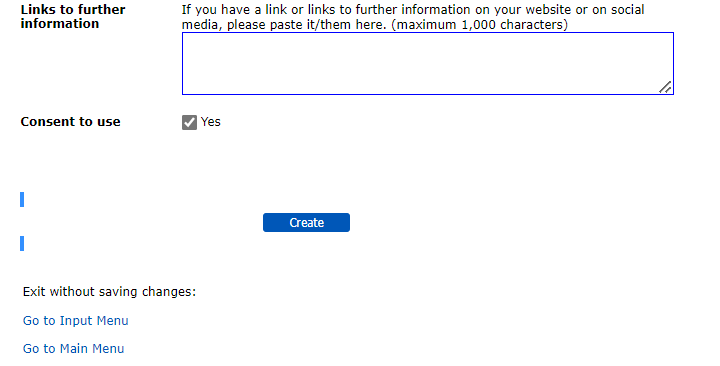 Links to further
information
If you have a link or links to further information on your website or on social
media, please paste it/them here. (maximum 1,000 characters)
Consent to use
Yes
Create
Exit without saving changes:
Go to Input Menu
Go to Main Menu